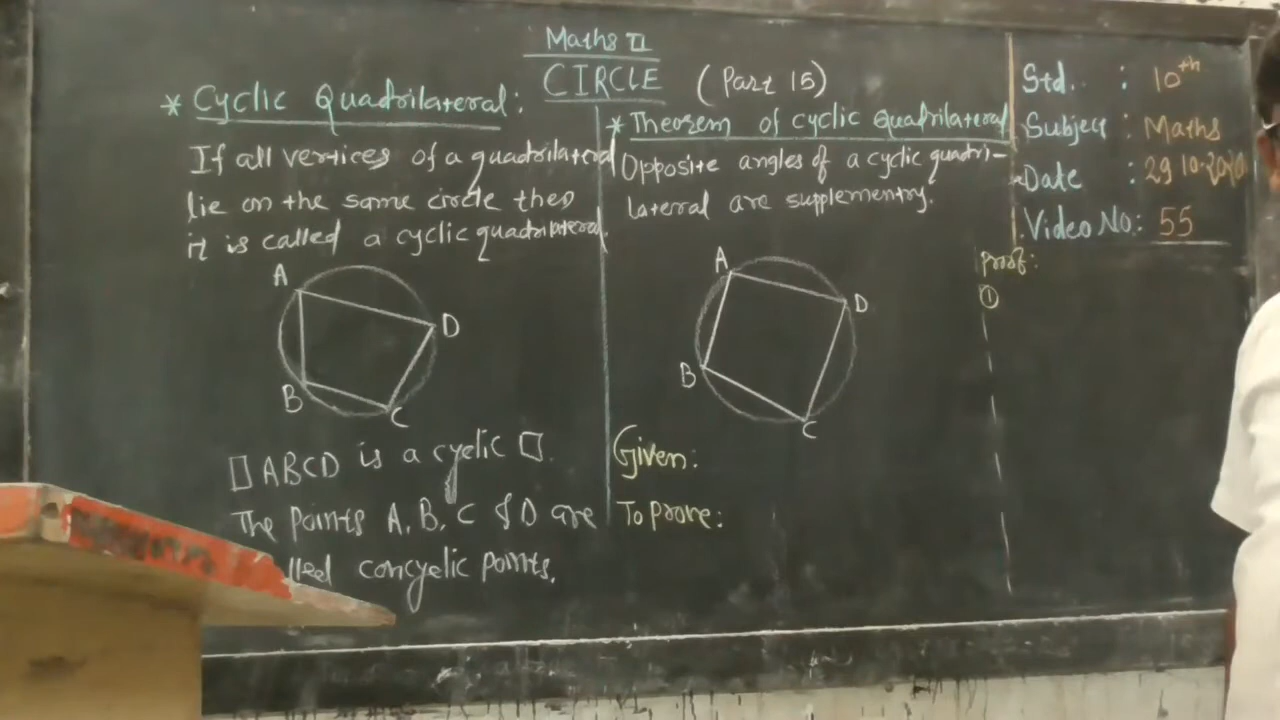 Maths II
CIRCLE (Part 15)
* Cyclic Quadrilateral:
If all vertices of a quadrilateral
lie on the same circle then
it is called a cyclic quadrilateral.
A
D
B
C
□ ABCD is a cyclic □.
The points A, B, C & D are
concyclic points.
* Theorem of cyclic Quadrilateral
Opposite angles of a cyclic quadri-
lateral are supplementry.
A
D
B
C
Given:
To prove:
Std. : 10th
Subject : Maths
Date : 29 10.2020
Video No.: 55
Proof:
①